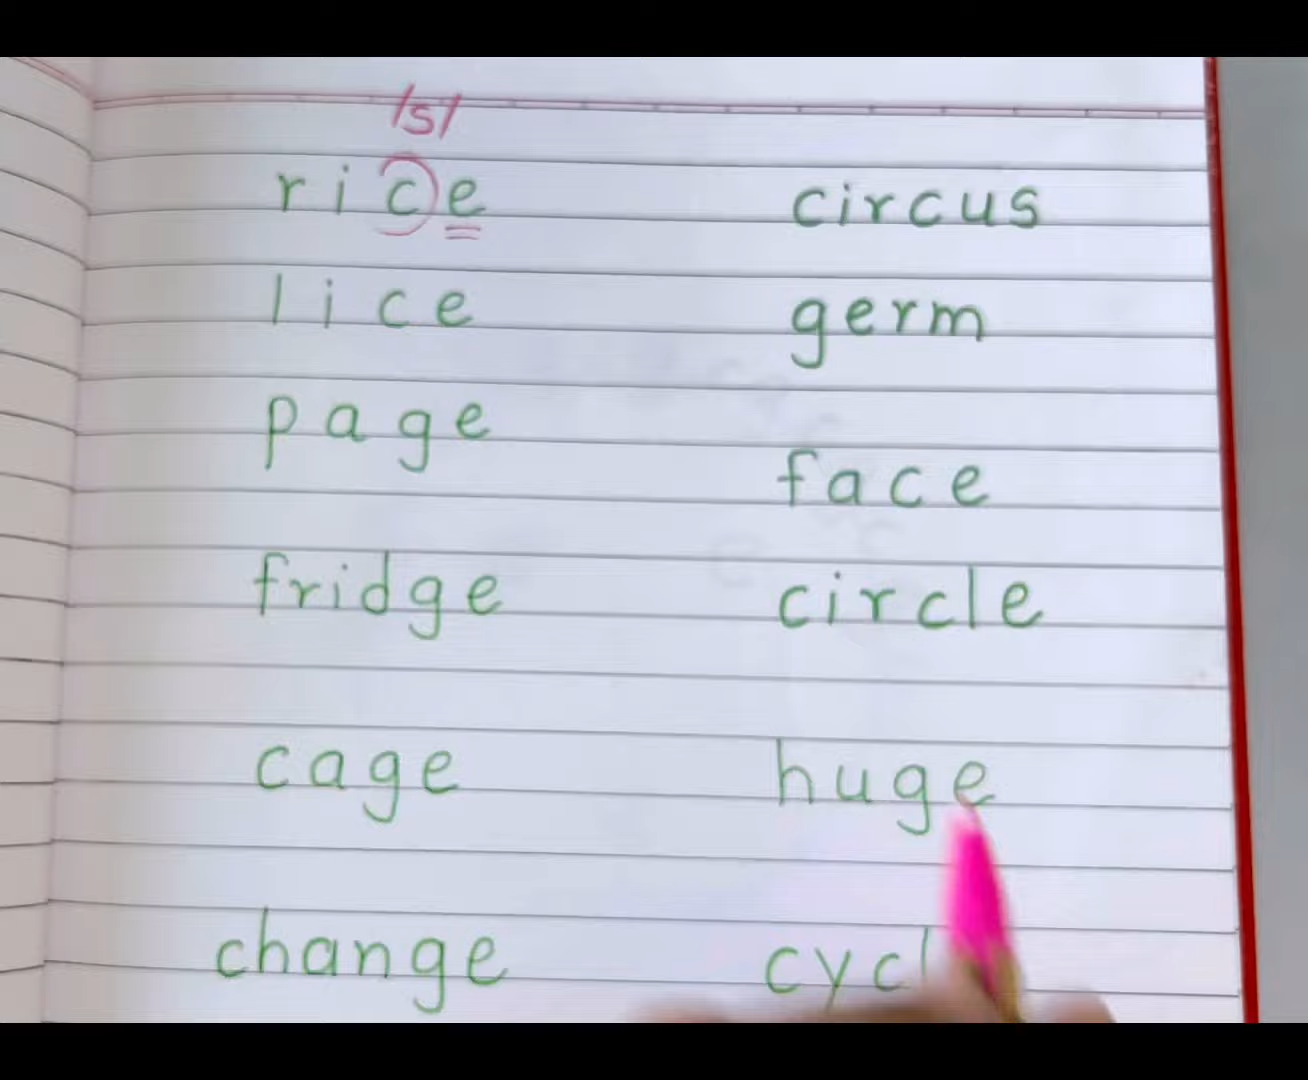 /s/
rice circus
lice germ
page
face
fridge circle
cage huge
change